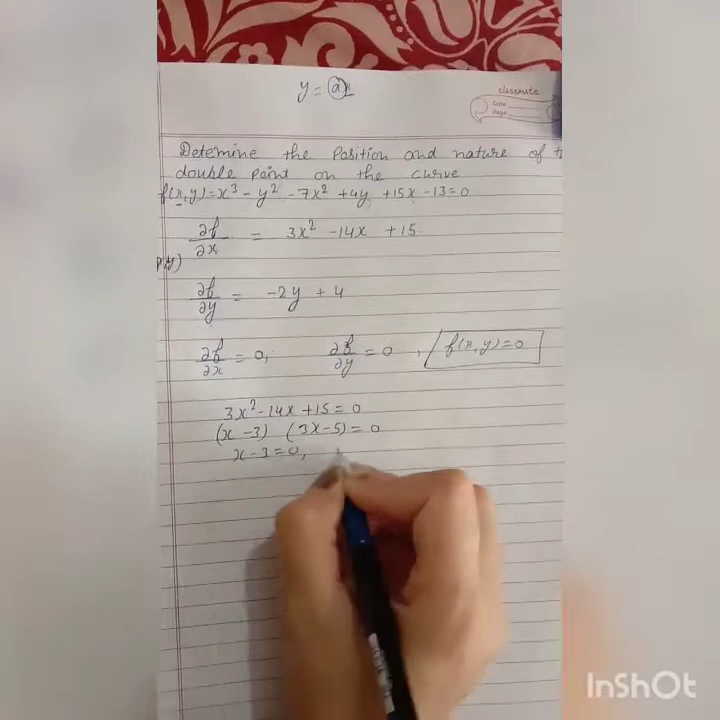 y = a
classmate
Date
Page
Detemine the Position and nature of t
double point on the curve
f(x,y)=x³ - y² - 7x² + 4y + 15x - 13 = 0
∂f/∂x = 3x² - 14x + 15
∂f/∂y = -2y + 4
∂f/∂x = 0, ∂f/∂y = 0, f(x,y)=0
3x² - 14x + 15 = 0
(x - 3) (3x - 5) = 0
x - 3 = 0,
InShOt